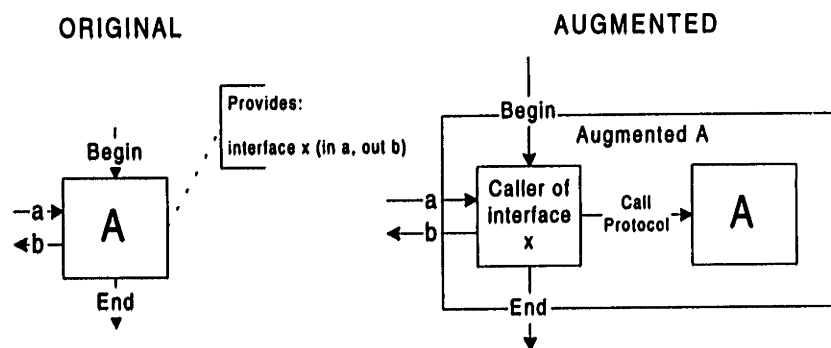 ORIGINAL
AUGMENTED
Provides:
interface x (in a, out b)
Begin
a
A
b
End
Begin
Augmented A
a
b
Caller of
interface
x
Call
Protocol
A
End